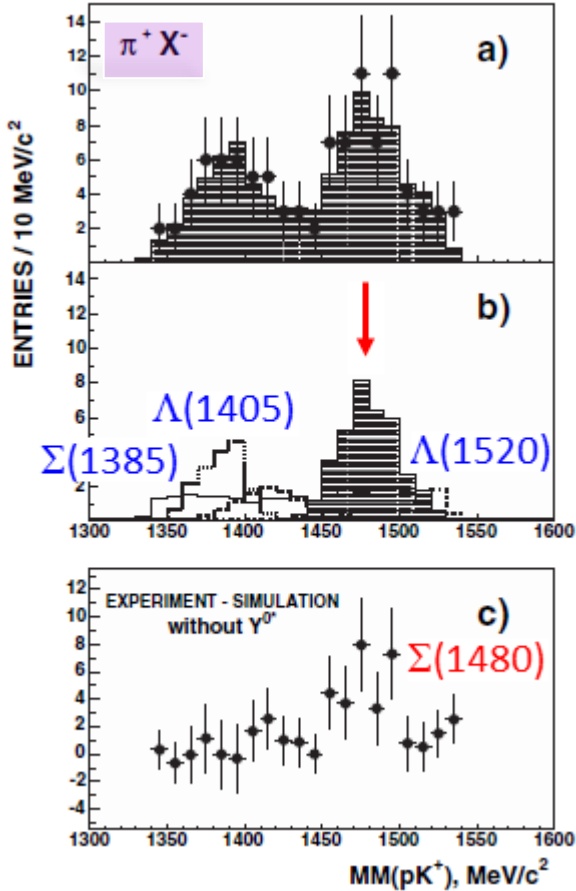 π⁺ X⁻
a)
14
12
10
8
6
4
2
ENTRIES / 10 MeV/c²
b)
14
12
10
8
6
4
2
Λ(1405)
Σ(1385)
Λ(1520)
1300 1350 1400 1450 1500 1550 1600
EXPERIMENT - SIMULATION
without Y⁰*
c)
Σ(1480)
12
10
8
6
4
2
0
-2
-4
1300 1350 1400 1450 1500 1550 1600
MM(pK⁺), MeV/c²